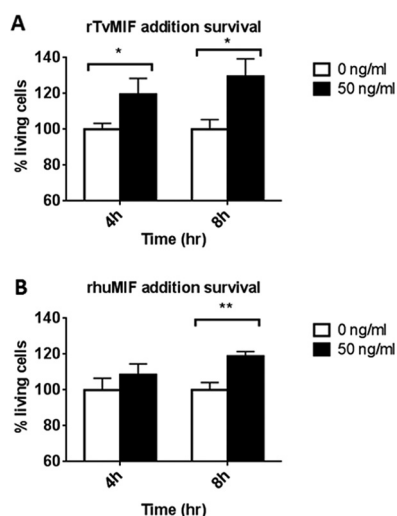 A
rTvMIF addition survival
% living cells
140
120
100
80
60
*
*
4h
8h
Time (hr)
0 ng/ml
50 ng/ml
B
rhuMIF addition survival
% living cells
140
120
100
80
60
**
4h
8h
Time (hr)
0 ng/ml
50 ng/ml